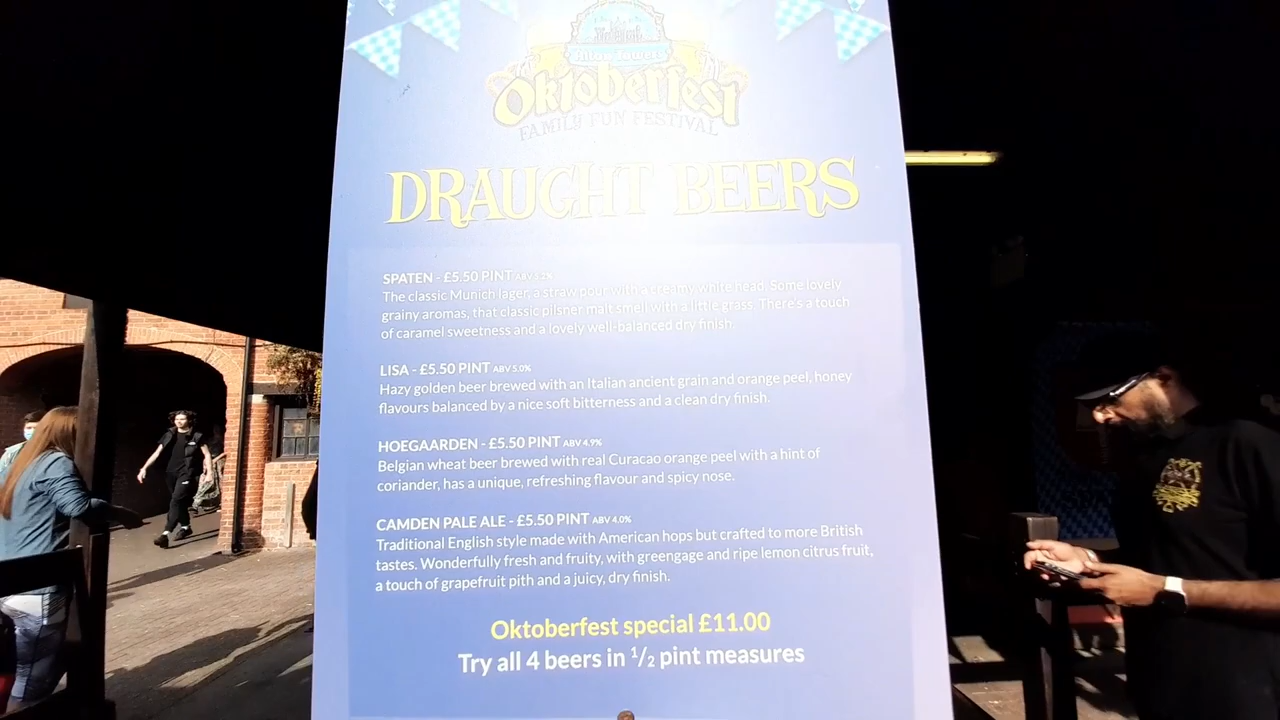 Alton Towers
Oktoberfest
FAMILY FUN FESTIVAL
DRAUGHT BEERS
SPATEN - £5.50 PINT ABV 5.2%
The classic Munich lager, a straw pour with a creamy white head. Some lovely
grainy aromas, that classic pilsner malt smell with a little grass. There's a touch
of caramel sweetness and a lovely well-balanced dry finish.
LISA - £5.50 PINT ABV 5.0%
Hazy golden beer brewed with an Italian ancient grain and orange peel, honey
flavours balanced by a nice soft bitterness and a clean dry finish.
HOEGAARDEN - £5.50 PINT ABV 4.9%
Belgian wheat beer brewed with real Curacao orange peel with a hint of
coriander, has a unique, refreshing flavour and spicy nose.
CAMDEN PALE ALE - £5.50 PINT ABV 4.0%
Traditional English style made with American hops but crafted to more British
tastes. Wonderfully fresh and fruity, with greengage and ripe lemon citrus fruit,
a touch of grapefruit pith and a juicy, dry finish.
Oktoberfest special £11.00
Try all 4 beers in 1/2 pint measures